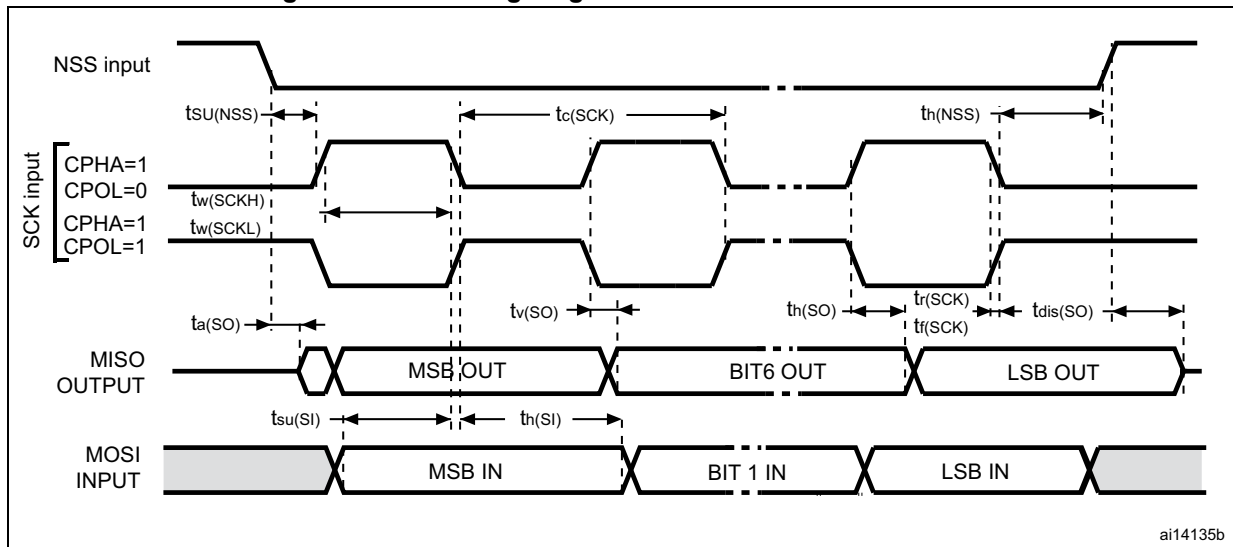 NSS input
tSU(NSS)
tc(SCK)
th(NSS)
SCK input
CPHA=1
CPOL=0
tw(SCKH)
CPHA=1
tw(SCKL)
CPOL=1
ta(SO)
tv(SO)
th(SO)
tr(SCK)
tf(SCK)
tdis(SO)
MISO
OUTPUT
MSB OUT
BIT6 OUT
LSB OUT
tsu(SI)
th(SI)
MOSI
INPUT
MSB IN
BIT 1 IN
LSB IN
ai14135b